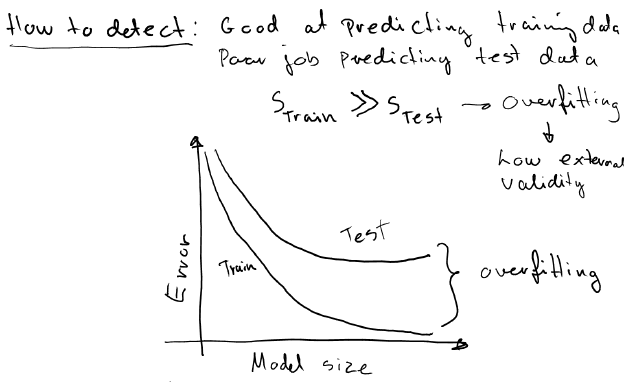 How to detect: Good at predicting training data
Poor job predicting test data
S_Train >> S_Test → overfitting
↓
Low external
validity
Error
Test
Train
overfitting
Model size